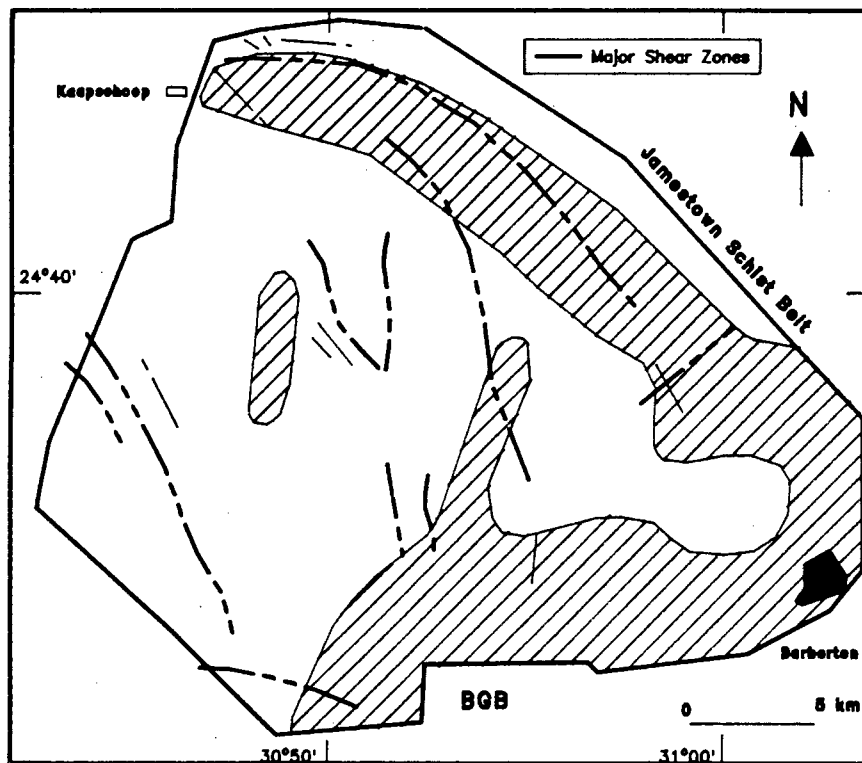 Major Shear Zones
Kaapsehoop
N
Jamestown Schist Belt
24°40'
Barberton
BGB
0 5 km
30°50' 31°00'